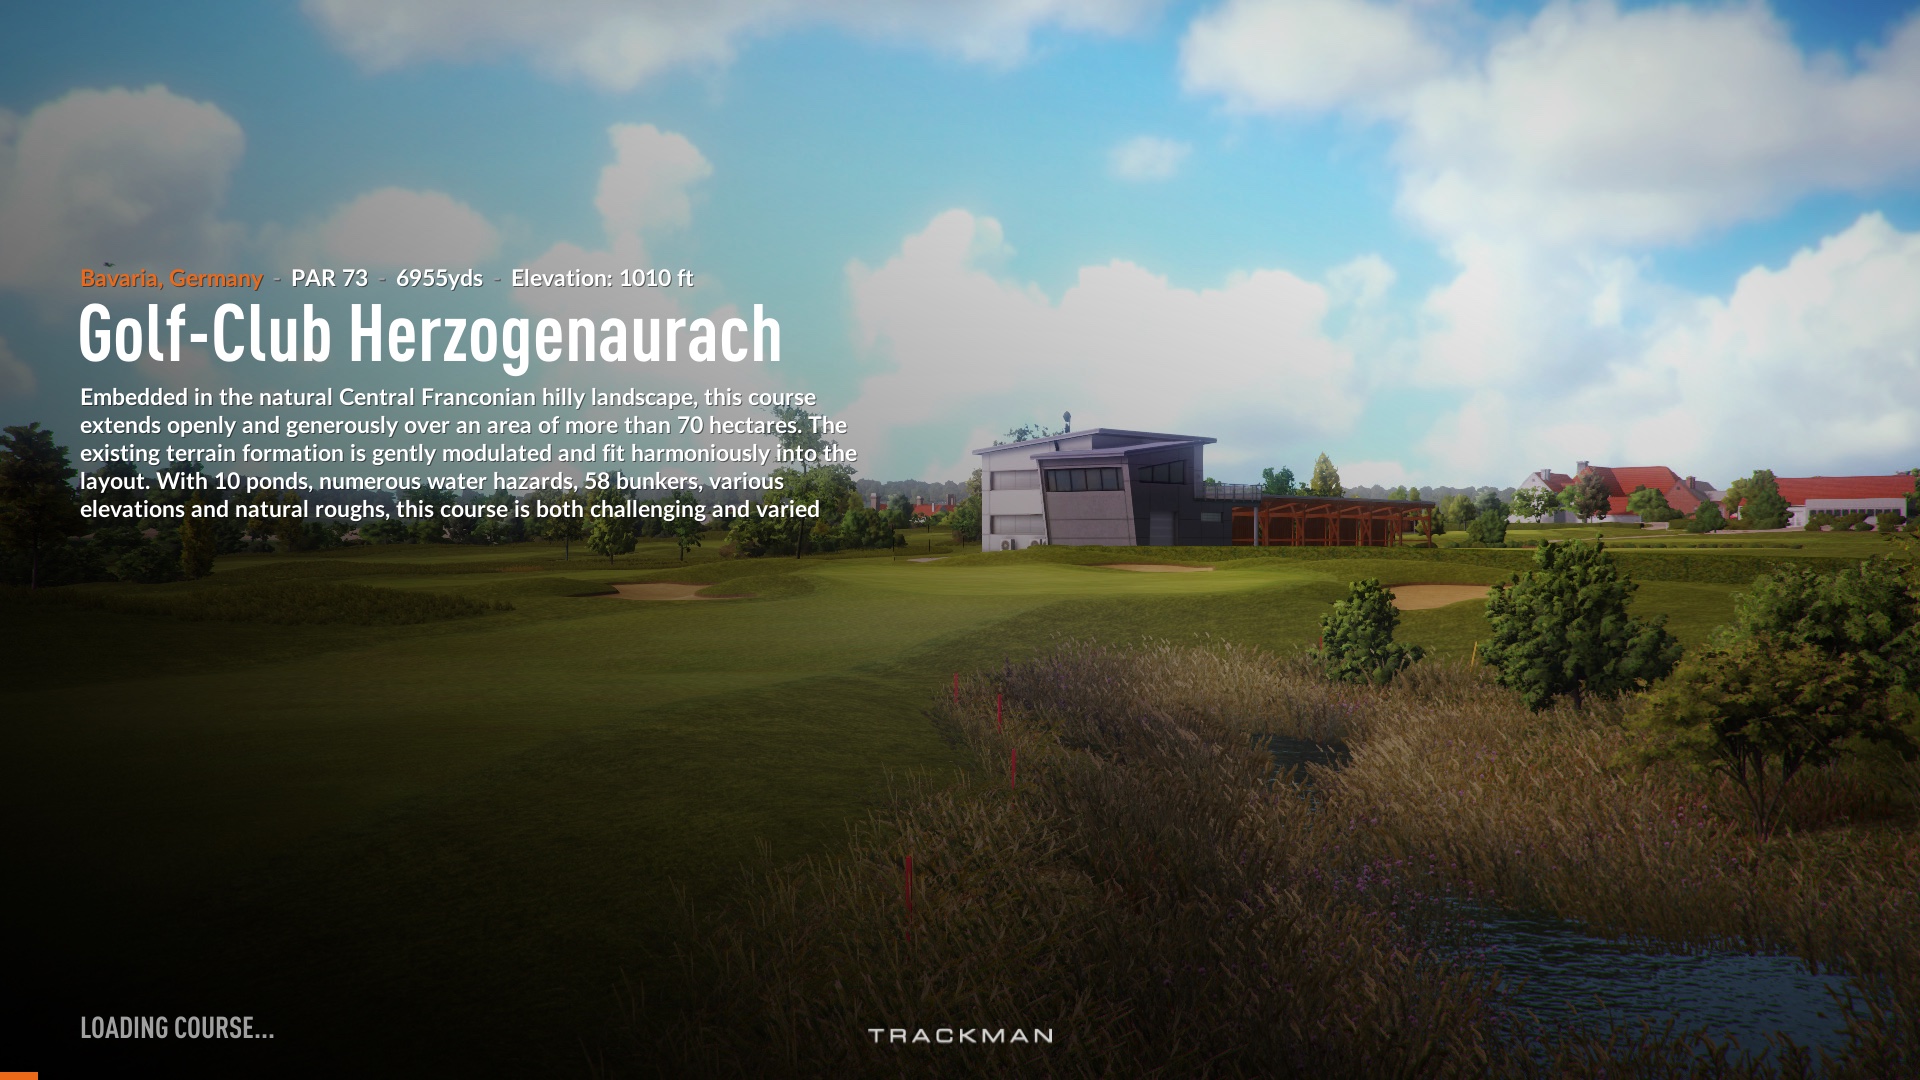 Bavaria, Germany - PAR 73 - 6955yds - Elevation: 1010 ft
Golf-Club Herzogenaurach
Embedded in the natural Central Franconian hilly landscape, this course
extends openly and generously over an area of more than 70 hectares. The
existing terrain formation is gently modulated and fit harmoniously into the
layout. With 10 ponds, numerous water hazards, 58 bunkers, various
elevations and natural roughs, this course is both challenging and varied
LOADING COURSE...
TRACKMAN